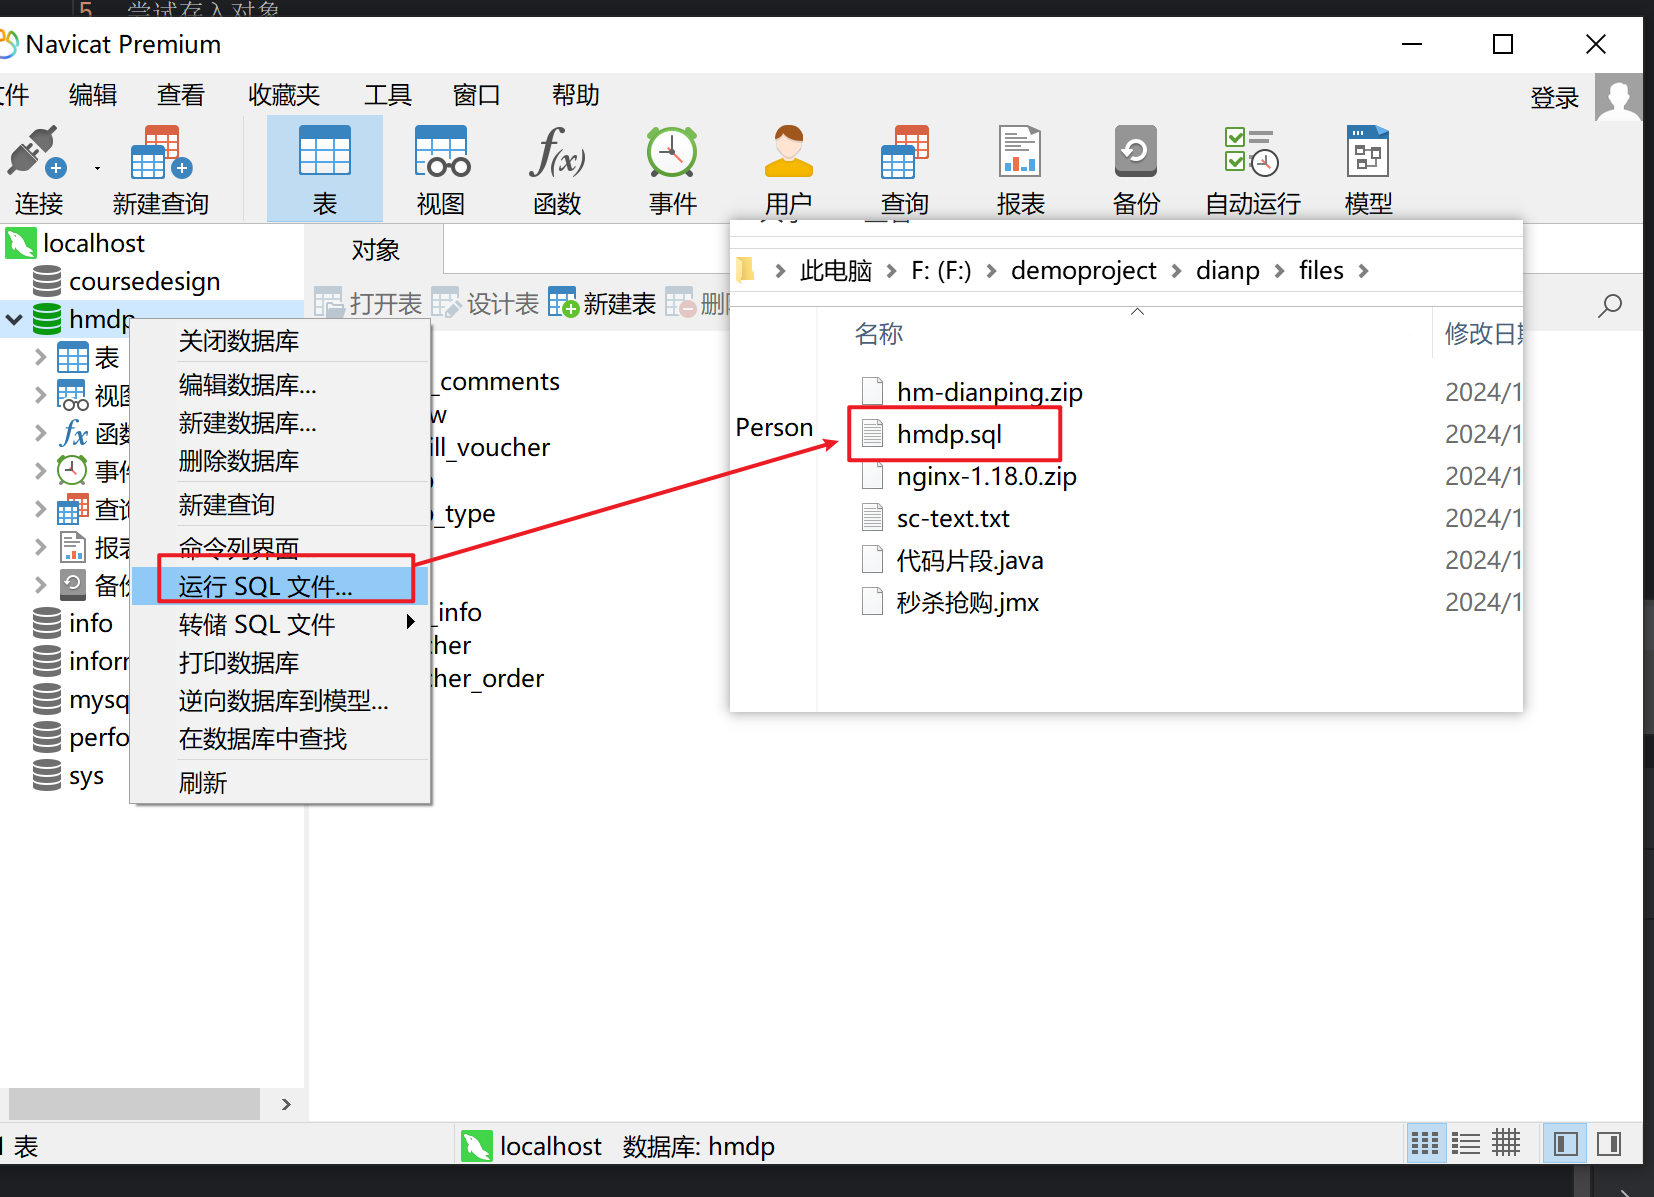 5 尝试存入对象
Navicat Premium
文件 编辑 查看 收藏夹 工具 窗口 帮助 登录
连接 新建查询 表 视图 函数 事件 用户 查询 报表 备份 自动运行 模型
localhost
coursedesign
hmdp
表
视图
事件
查询
报表
备份
info
mysq
perfo
sys
对象
打开表 设计表 新建表
关闭数据库
编辑数据库...
新建数据库...
删除数据库
新建查询
命令列界面
运行 SQL 文件...
转储 SQL 文件
打印数据库
逆向数据库到模型...
在数据库中查找
刷新
_comments
w
ill_voucher
_type
_info
cher
cher_order
此电脑 F: (F:) demoproject dianp files
名称 修改日期
Person
hm-dianping.zip 2024/1
hmdp.sql 2024/1
nginx-1.18.0.zip 2024/1
sc-text.txt 2024/1
代码片段.java 2024/1
秒杀抢购.jmx 2024/1
表 localhost 数据库: hmdp